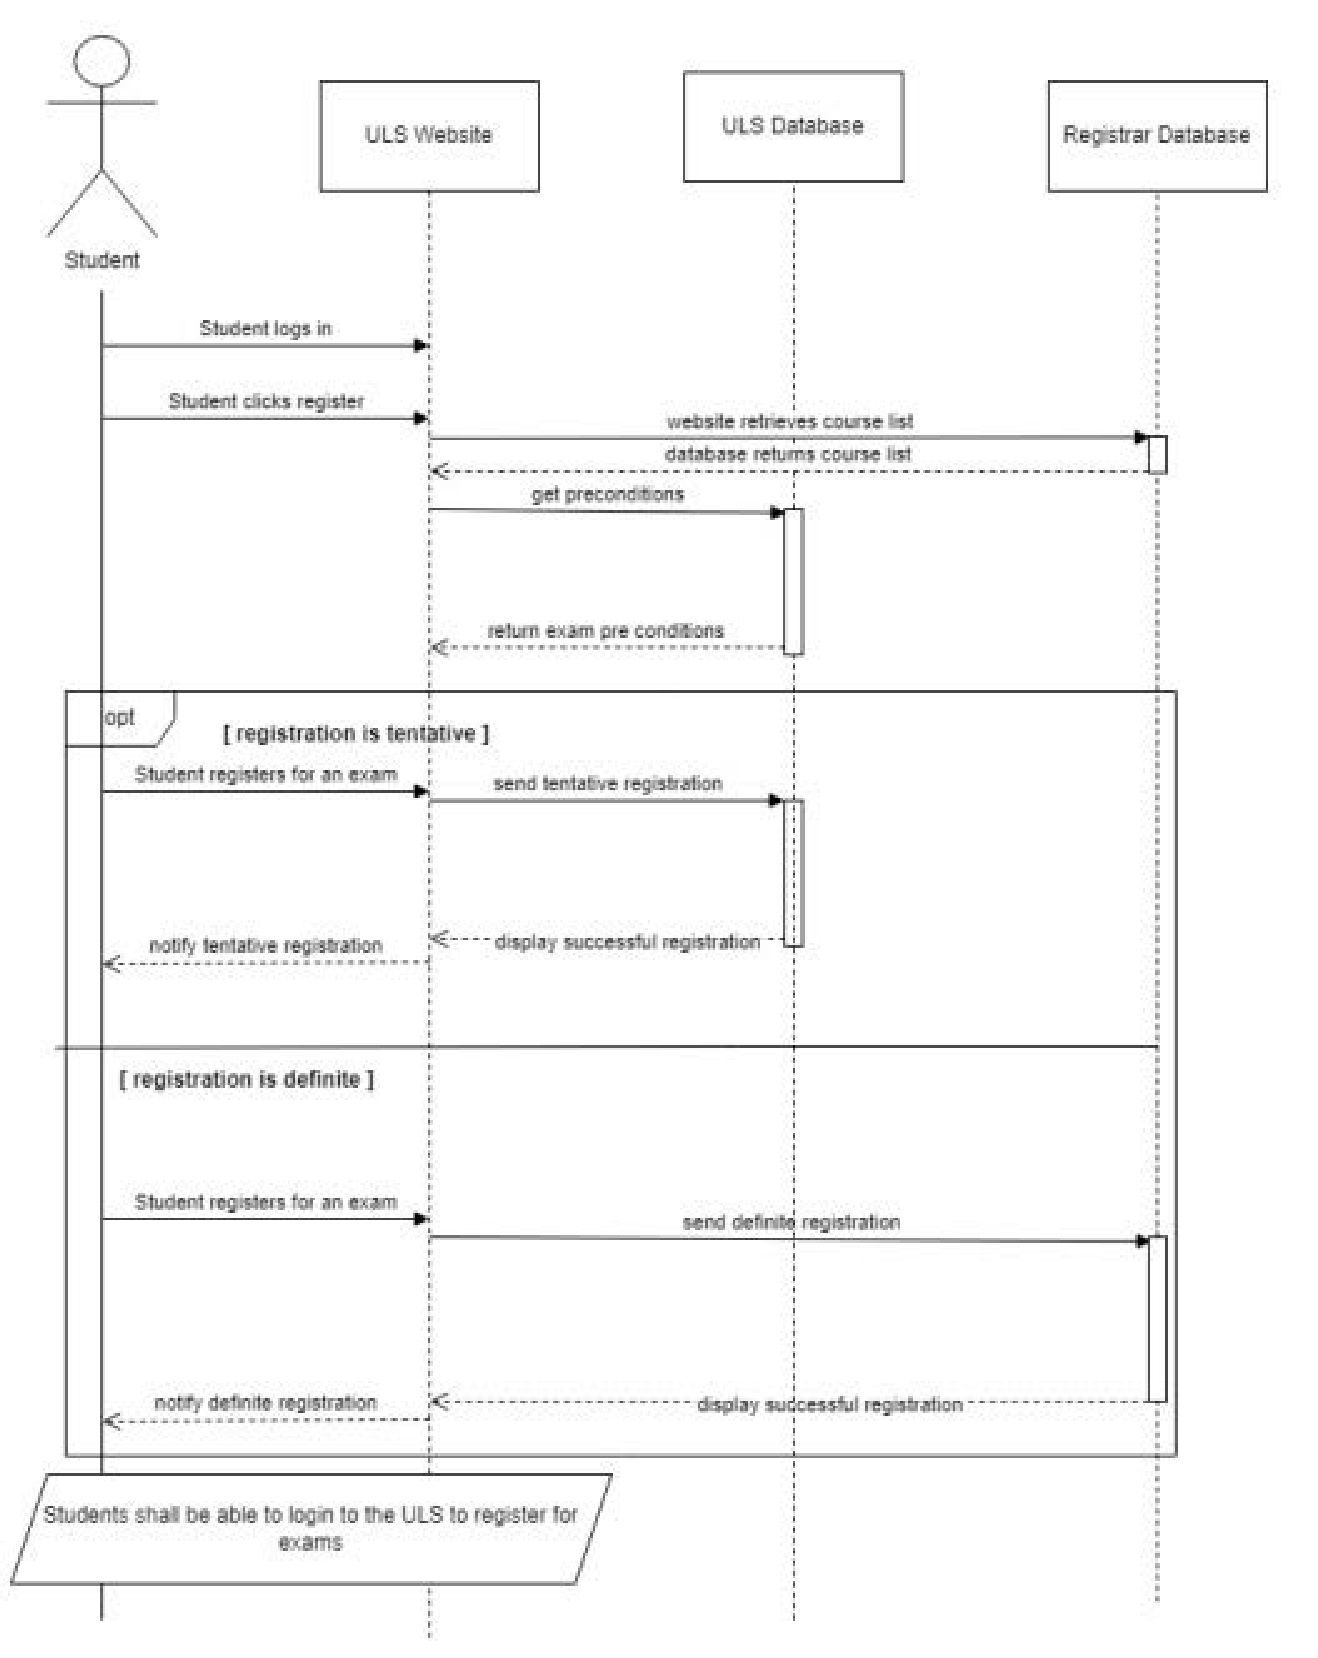 Student
ULS Website
ULS Database
Registrar Database
Student logs in
Student clicks register
website retrieves course list
database returns course list
get preconditions
return exam pre conditions
opt
[ registration is tentative ]
Student registers for an exam
send tentative registration
display successful registration
notify tentative registration
[ registration is definite ]
Student registers for an exam
send definite registration
display successful registration
notify definite registration
Students shall be able to login to the ULS to register for
exams